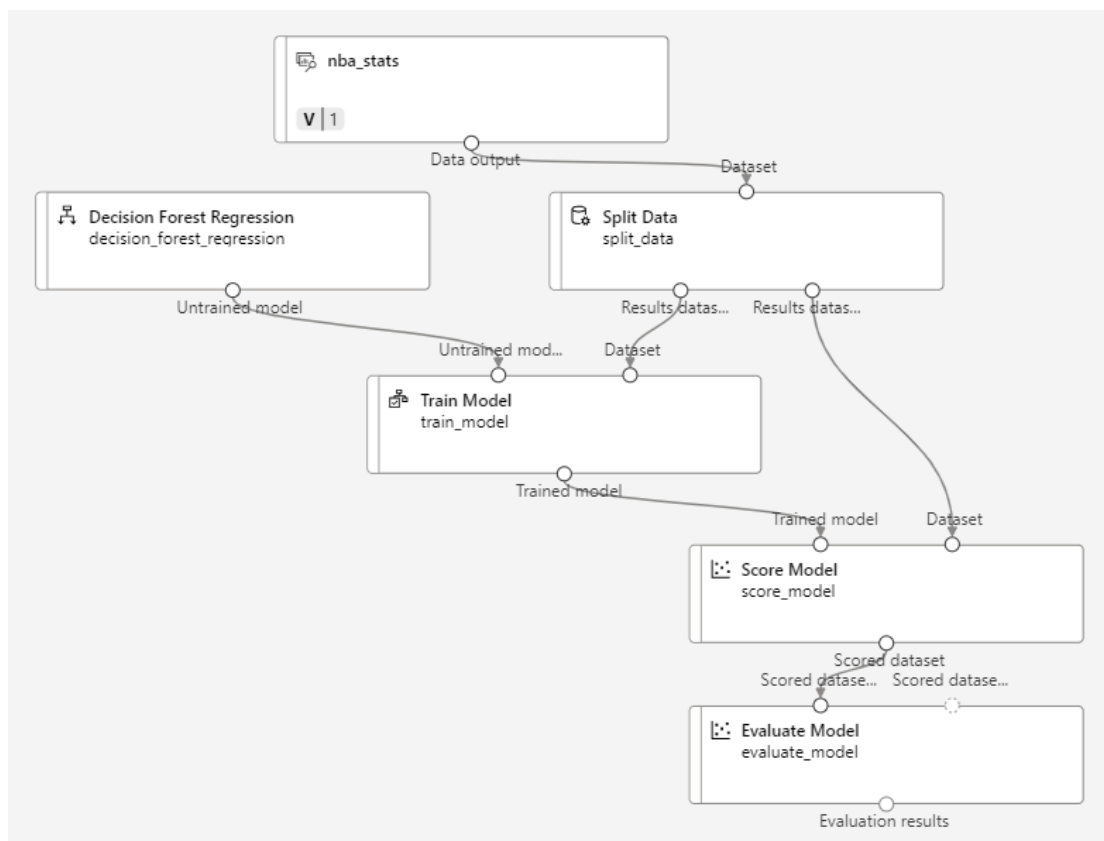 nba_stats
V | 1
Data output
Dataset
Decision Forest Regression
decision_forest_regression
Split Data
split_data
Untrained model
Results datas...
Results datas...
Untrained mod...
Dataset
Train Model
train_model
Trained model
Trained model
Dataset
Score Model
score_model
Scored dataset
Scored datase...
Scored datase...
Evaluate Model
evaluate_model
Evaluation results